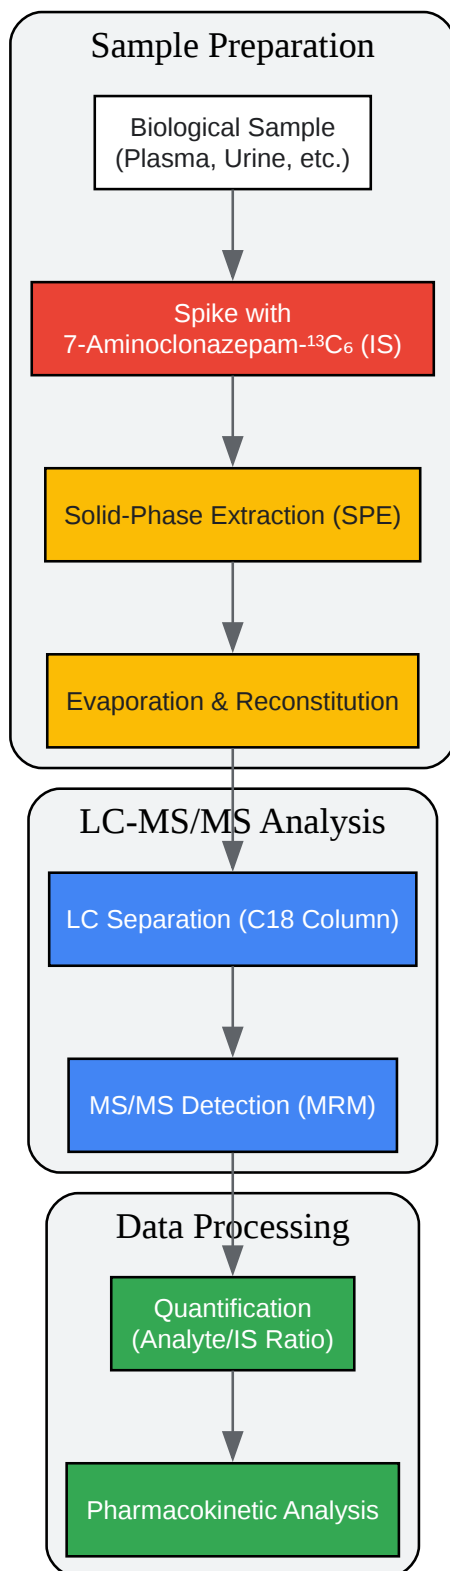 Sample Preparation
Biological Sample
(Plasma, Urine, etc.)
Spike with
7-Aminoclonazepam-¹³C₆ (IS)
Solid-Phase Extraction (SPE)
Evaporation & Reconstitution
LC-MS/MS Analysis
LC Separation (C18 Column)
MS/MS Detection (MRM)
Data Processing
Quantification
(Analyte/IS Ratio)
Pharmacokinetic Analysis